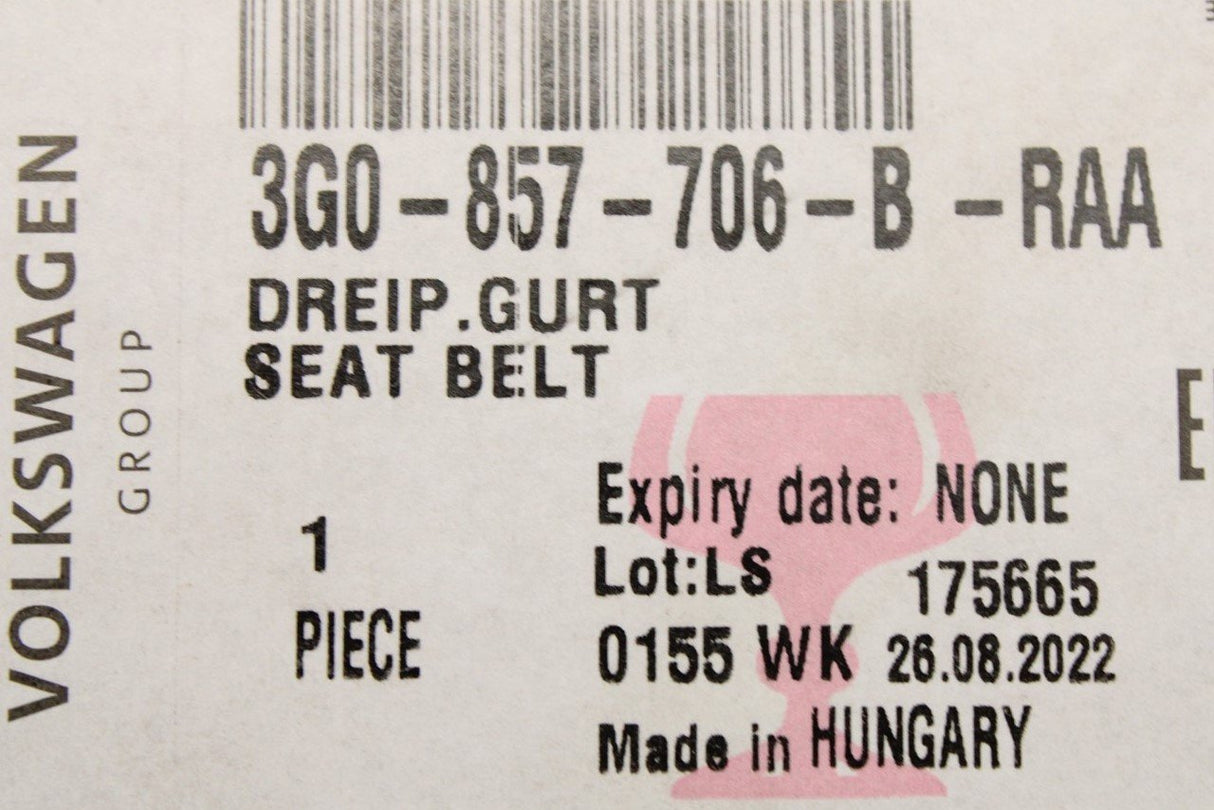 VOLKSWAGEN
GROUP
3G0-857-706-B -RAA
DREIP.GURT
SEAT BELT
1
PIECE
Expiry date: NONE
Lot:LS 175665
0155 WK 26.08.2022
Made in HUNGARY